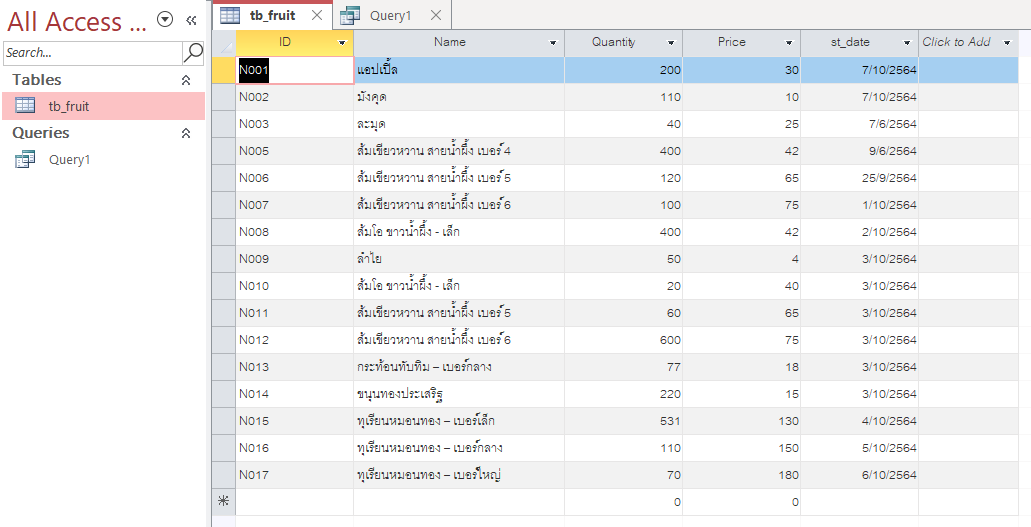 All Access ...
Search...
Tables
tb_fruit
Queries
Query1
tb_fruit Query1
ID Name Quantity Price st_date Click to Add
N001 แอปเปิ้ล 200 30 7/10/2564
N002 มังคุด 110 10 7/10/2564
N003 ละมุด 40 25 7/6/2564
N005 ส้มเขียวหวาน สายน้ำผึ้ง เบอร์ 4 400 42 9/6/2564
N006 ส้มเขียวหวาน สายน้ำผึ้ง เบอร์ 5 120 65 25/9/2564
N007 ส้มเขียวหวาน สายน้ำผึ้ง เบอร์ 6 100 75 1/10/2564
N008 ส้มโอ ขาวน้ำผึ้ง - เล็ก 400 42 2/10/2564
N009 ลำไย 50 4 3/10/2564
N010 ส้มโอ ขาวน้ำผึ้ง - เล็ก 20 40 3/10/2564
N011 ส้มเขียวหวาน สายน้ำผึ้ง เบอร์ 5 60 65 3/10/2564
N012 ส้มเขียวหวาน สายน้ำผึ้ง เบอร์ 6 600 75 3/10/2564
N013 กระท้อนทับทิม – เบอร์กลาง 77 18 3/10/2564
N014 ขนุนทองประเสริฐ 220 15 3/10/2564
N015 ทุเรียนหมอนทอง – เบอร์เล็ก 531 130 4/10/2564
N016 ทุเรียนหมอนทอง – เบอร์กลาง 110 150 5/10/2564
N017 ทุเรียนหมอนทอง – เบอร์ใหญ่ 70 180 6/10/2564
0 0